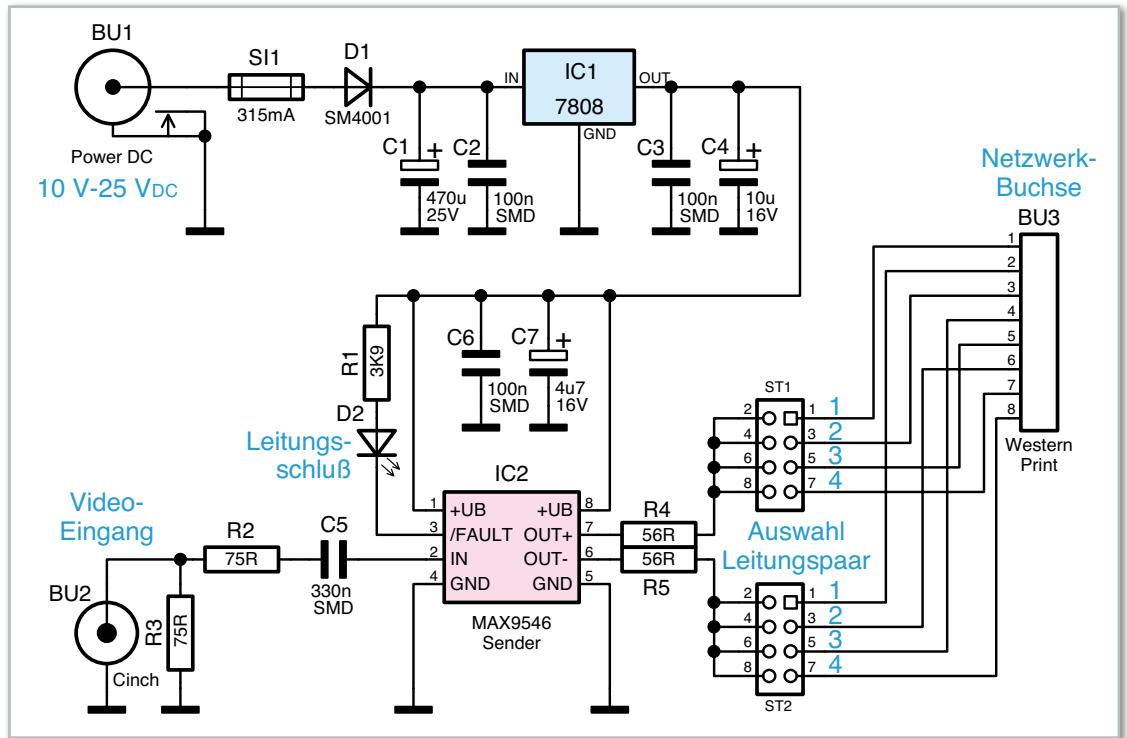 BU1
SI1
315mA
D1
SM4001
Power DC
10 V-25 VDC
C1
+
470u
25V
C2
100n
SMD
IN
IC1
7808
OUT
GND
C3
100n
SMD
C4
+
10u
16V
Netzwerk-
Buchse
BU3
1
2
3
4
5
6
7
8
Western
Print
R1
3K9
D2
Leitungs-
schluß
C6
100n
SMD
C7
+
4u7
16V
IC2
1
+UB
3
/FAULT
2
IN
4
GND
+UB
8
OUT+
7
OUT-
6
GND
5
MAX9546
Sender
Video-
Eingang
BU2
Cinch
R3
75R
R2
75R
C5
330n
SMD
R4
56R
56R
R5
ST1
2
1
1
4
3
2
6
5
3
8
7
4
Auswahl
Leitungspaar
2
1
1
4
3
2
6
5
3
8
7
4
ST2